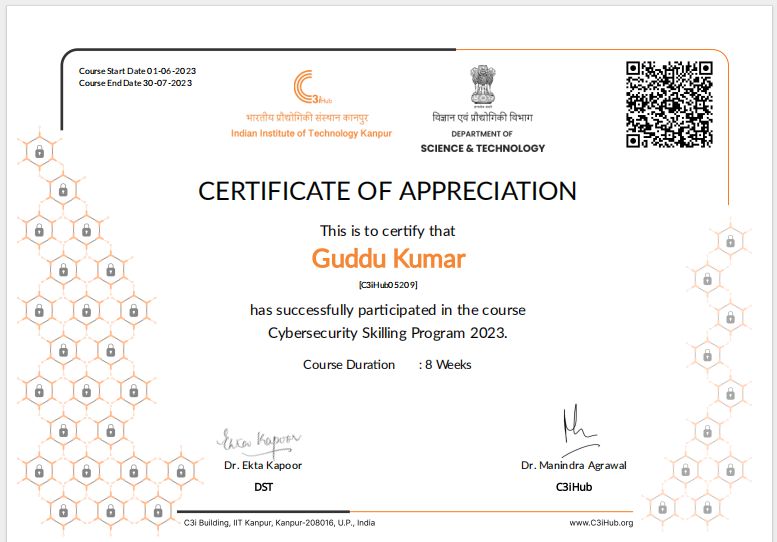 Course Start Date 01-06-2023
Course End Date 30-07-2023
C3iHub
भारतीय प्रौद्योगिकी संस्थान कानपुर
Indian Institute of Technology Kanpur
विज्ञान एवं प्रौद्योगिकी विभाग
DEPARTMENT OF
SCIENCE & TECHNOLOGY
CERTIFICATE OF APPRECIATION
This is to certify that
Guddu Kumar
[C3iHub05209]
has successfully participated in the course
Cybersecurity Skilling Program 2023.
Course Duration : 8 Weeks
Ekta Kapoor
Dr. Ekta Kapoor
DST
Dr. Manindra Agrawal
C3iHub
C3i Building, IIT Kanpur, Kanpur-208016, U.P., India
www.C3iHub.org